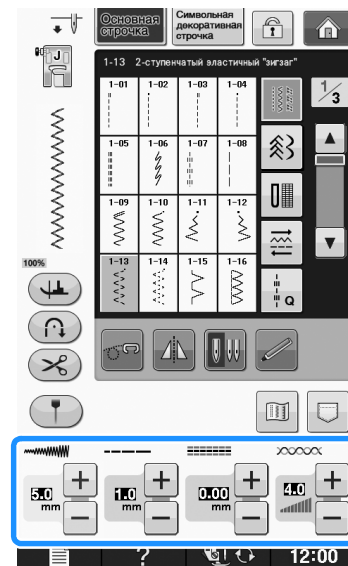 Основная строчка
Символьная декоративная строчка
J
1-13 2-ступенчатый эластичный "зигзаг"
1/3
1-01 1-02 1-03 1-04
1-05 1-06 1-07 1-08
1-09 1-10 1-11 1-12
1-13 1-14 1-15 1-16
Q
100%
+ + + +
5.0 mm 1.0 mm 0.00 mm 4.0
− − − −
? 12:00